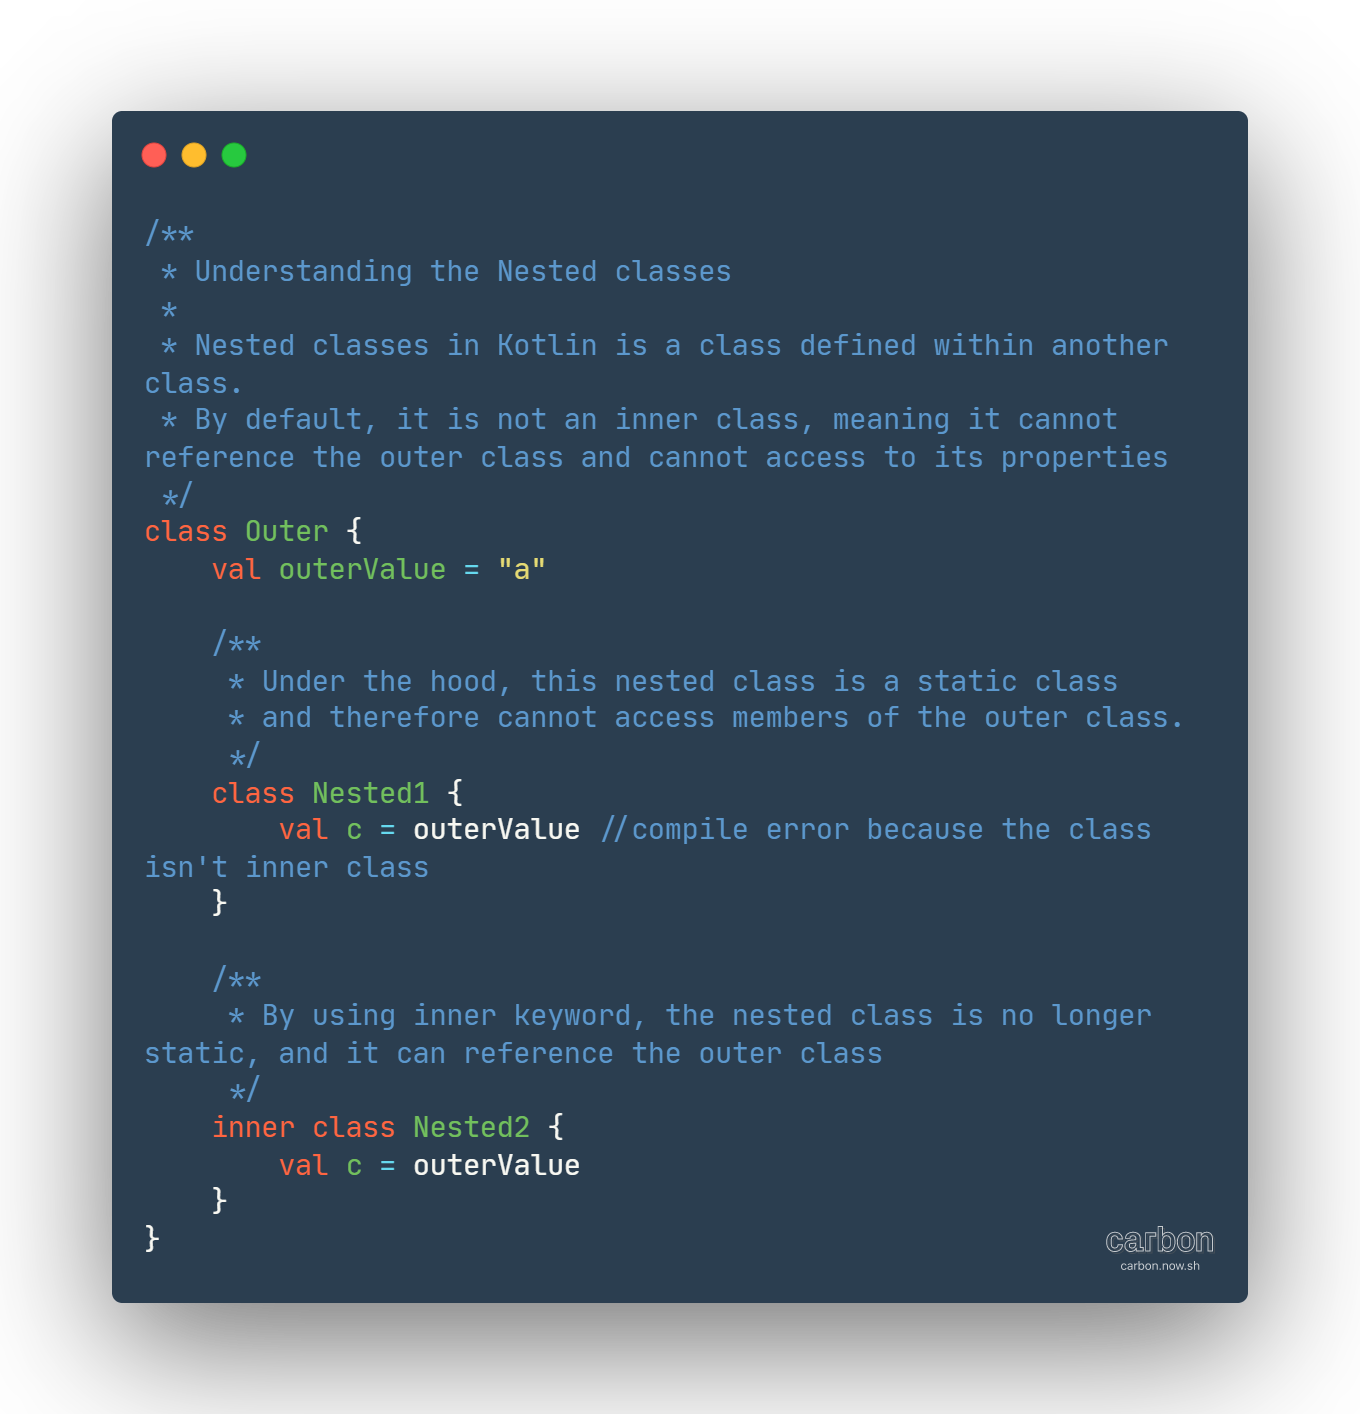 /**
 * Understanding the Nested classes
 *
 * Nested classes in Kotlin is a class defined within another
class.
 * By default, it is not an inner class, meaning it cannot
reference the outer class and cannot access to its properties
 */
class Outer {
    val outerValue = "a"

    /**
     * Under the hood, this nested class is a static class
     * and therefore cannot access members of the outer class.
     */
    class Nested1 {
        val c = outerValue //compile error because the class
isn't inner class
    }

    /**
     * By using inner keyword, the nested class is no longer
static, and it can reference the outer class
     */
    inner class Nested2 {
        val c = outerValue
    }
}
carbon
carbon.now.sh